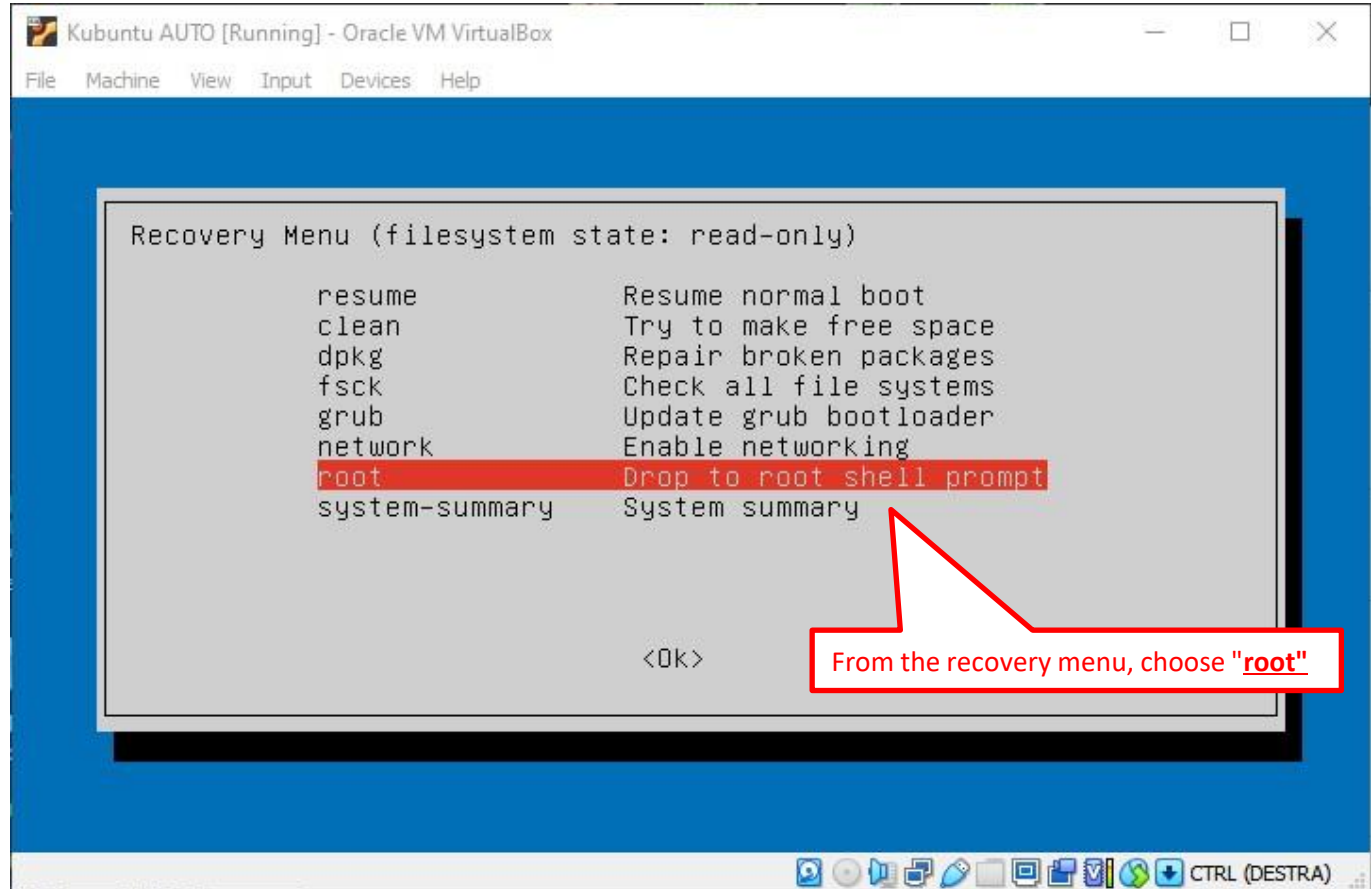 Kubuntu AUTO [Running] - Oracle VM VirtualBox
File Machine View Input Devices Help
Recovery Menu (filesystem state: read-only)
resume Resume normal boot
clean Try to make free space
dpkg Repair broken packages
fsck Check all file systems
grub Update grub bootloader
network Enable networking
root Drop to root shell prompt
system-summary System summary
<Ok>
From the recovery menu, choose "root"
CTRL (DESTRA)